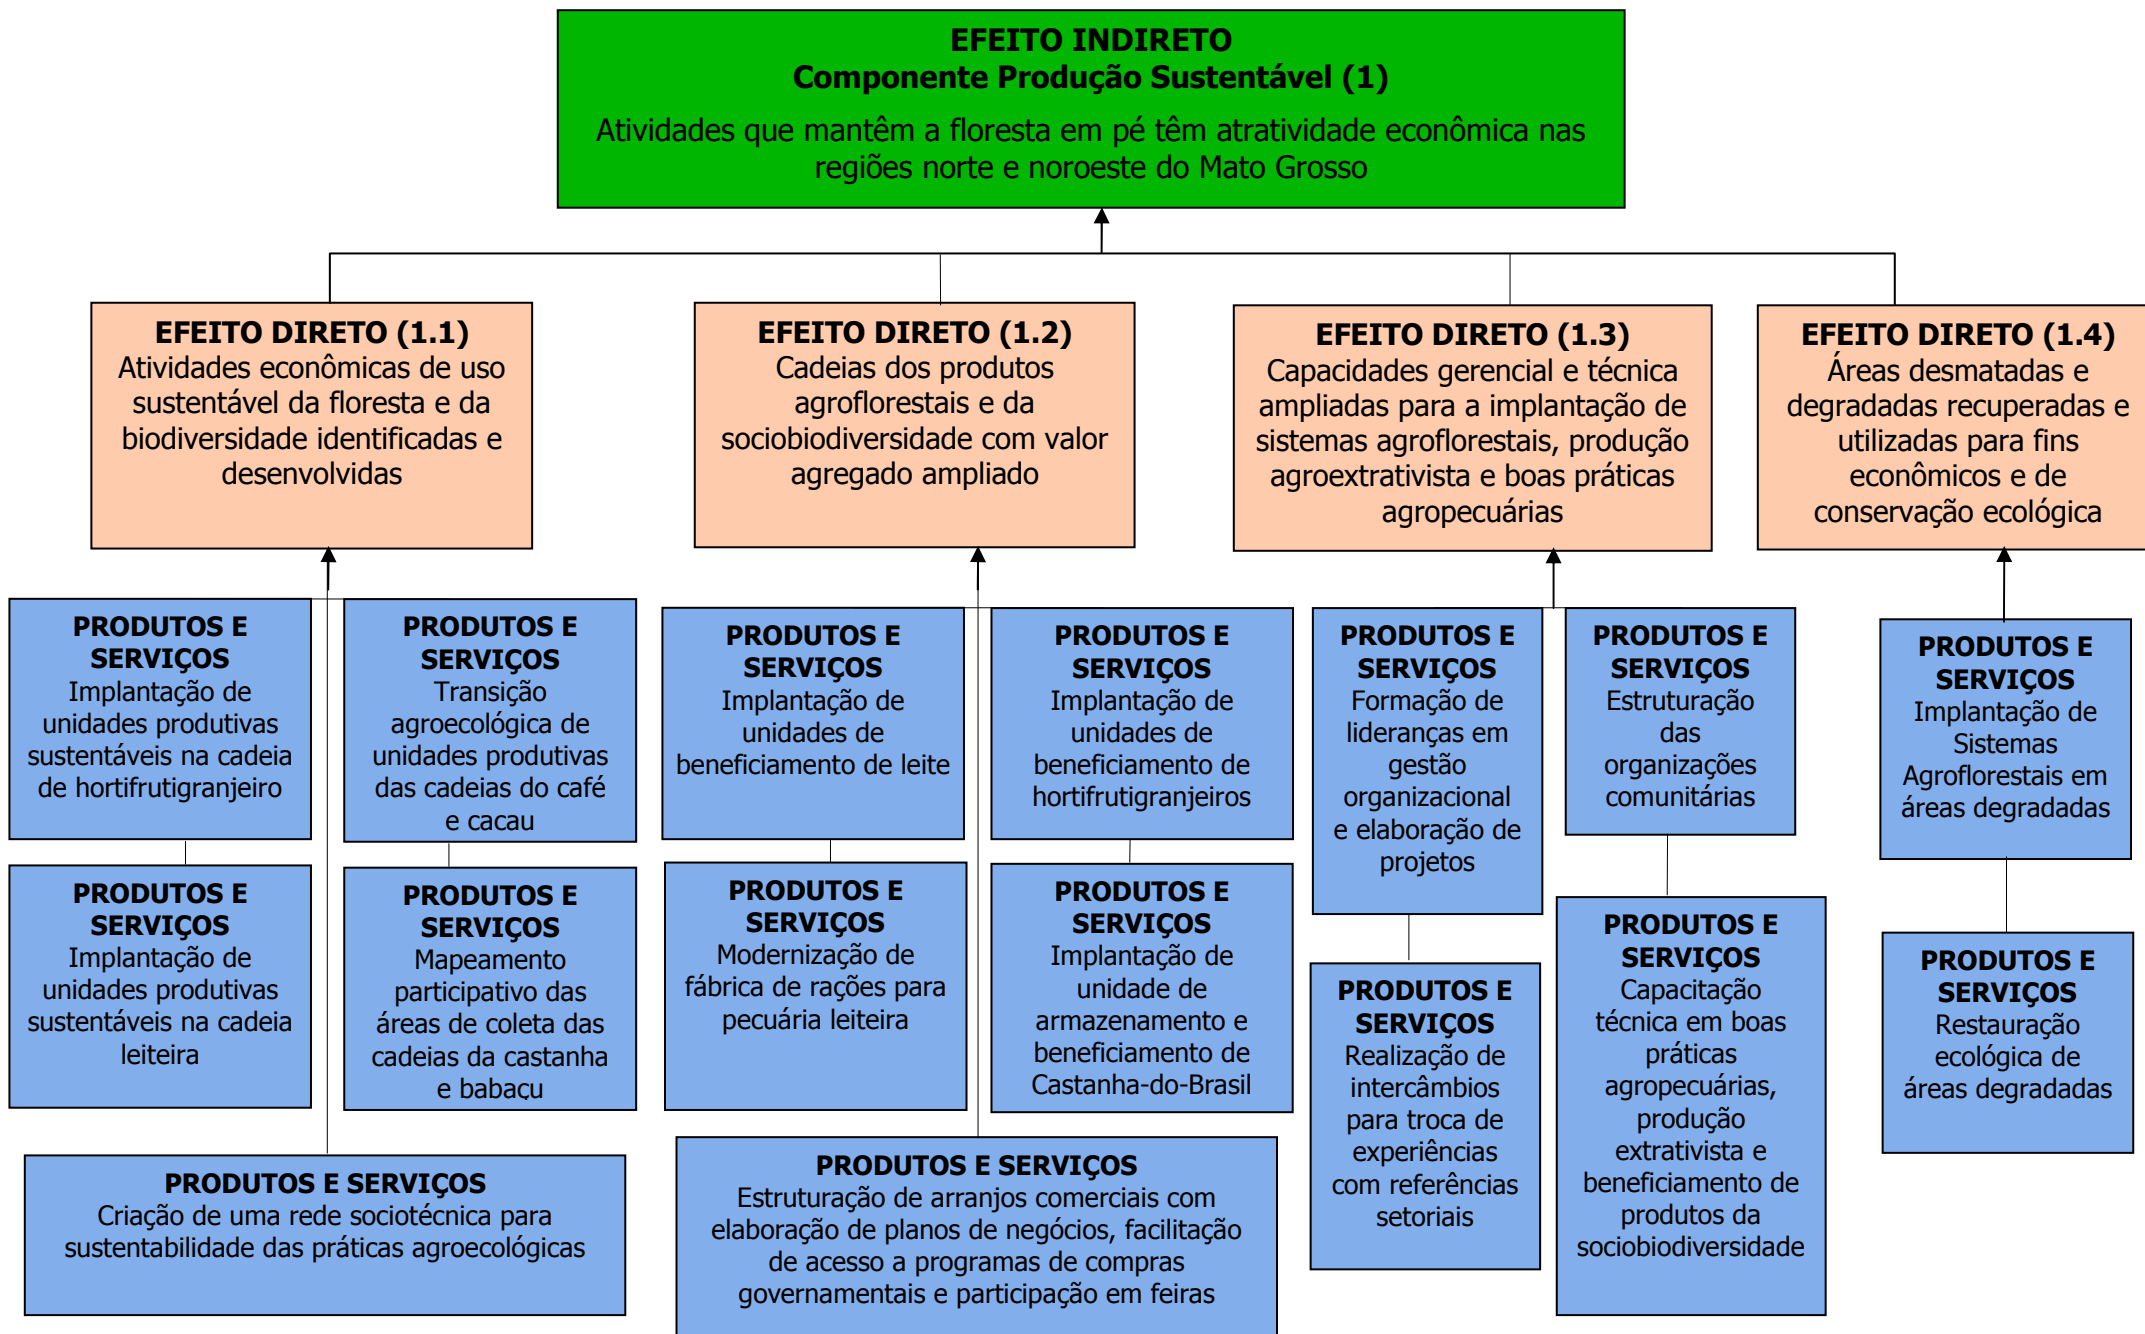 EFEITO INDIRETO
Componente Produção Sustentável (1)
Atividades que mantêm a floresta em pé têm atratividade econômica nas
regiões norte e noroeste do Mato Grosso
EFEITO DIRETO (1.1)
Atividades econômicas de uso
sustentável da floresta e da
biodiversidade identificadas e
desenvolvidas
EFEITO DIRETO (1.2)
Cadeias dos produtos
agroflorestais e da
sociobiodiversidade com valor
agregado ampliado
EFEITO DIRETO (1.3)
Capacidades gerencial e técnica
ampliadas para a implantação de
sistemas agroflorestais, produção
agroextrativista e boas práticas
agropecuárias
EFEITO DIRETO (1.4)
Áreas desmatadas e
degradadas recuperadas e
utilizadas para fins
econômicos e de
conservação ecológica
PRODUTOS E
SERVIÇOS
Implantação de
unidades produtivas
sustentáveis na cadeia
de hortifrutigranjeiro
PRODUTOS E
SERVIÇOS
Transição
agroecológica de
unidades produtivas
das cadeias do café
e cacau
PRODUTOS E
SERVIÇOS
Implantação de
unidades de
beneficiamento de leite
PRODUTOS E
SERVIÇOS
Implantação de
unidades de
beneficiamento de
hortifrutigranjeiros
PRODUTOS E
SERVIÇOS
Formação de
lideranças em
gestão
organizacional
e elaboração de
projetos
PRODUTOS E
SERVIÇOS
Estruturação
das
organizações
comunitárias
PRODUTOS E
SERVIÇOS
Implantação de
Sistemas
Agroflorestais em
áreas degradadas
PRODUTOS E
SERVIÇOS
Implantação de
unidades produtivas
sustentáveis na cadeia
leiteira
PRODUTOS E
SERVIÇOS
Mapeamento
participativo das
áreas de coleta das
cadeias da castanha
e babaçu
PRODUTOS E
SERVIÇOS
Modernização de
fábrica de rações para
pecuária leiteira
PRODUTOS E
SERVIÇOS
Implantação de
unidade de
armazenamento e
beneficiamento de
Castanha-do-Brasil
PRODUTOS E
SERVIÇOS
Realização de
intercâmbios
para troca de
experiências
com referências
setoriais
PRODUTOS E
SERVIÇOS
Capacitação
técnica em boas
práticas
agropecuárias,
produção
extrativista e
beneficiamento de
produtos da
sociobiodiversidade
PRODUTOS E
SERVIÇOS
Restauração
ecológica de
áreas degradadas
PRODUTOS E SERVIÇOS
Criação de uma rede sociotécnica para
sustentabilidade das práticas agroecológicas
PRODUTOS E SERVIÇOS
Estruturação de arranjos comerciais com
elaboração de planos de negócios, facilitação
de acesso a programas de compras
governamentais e participação em feiras